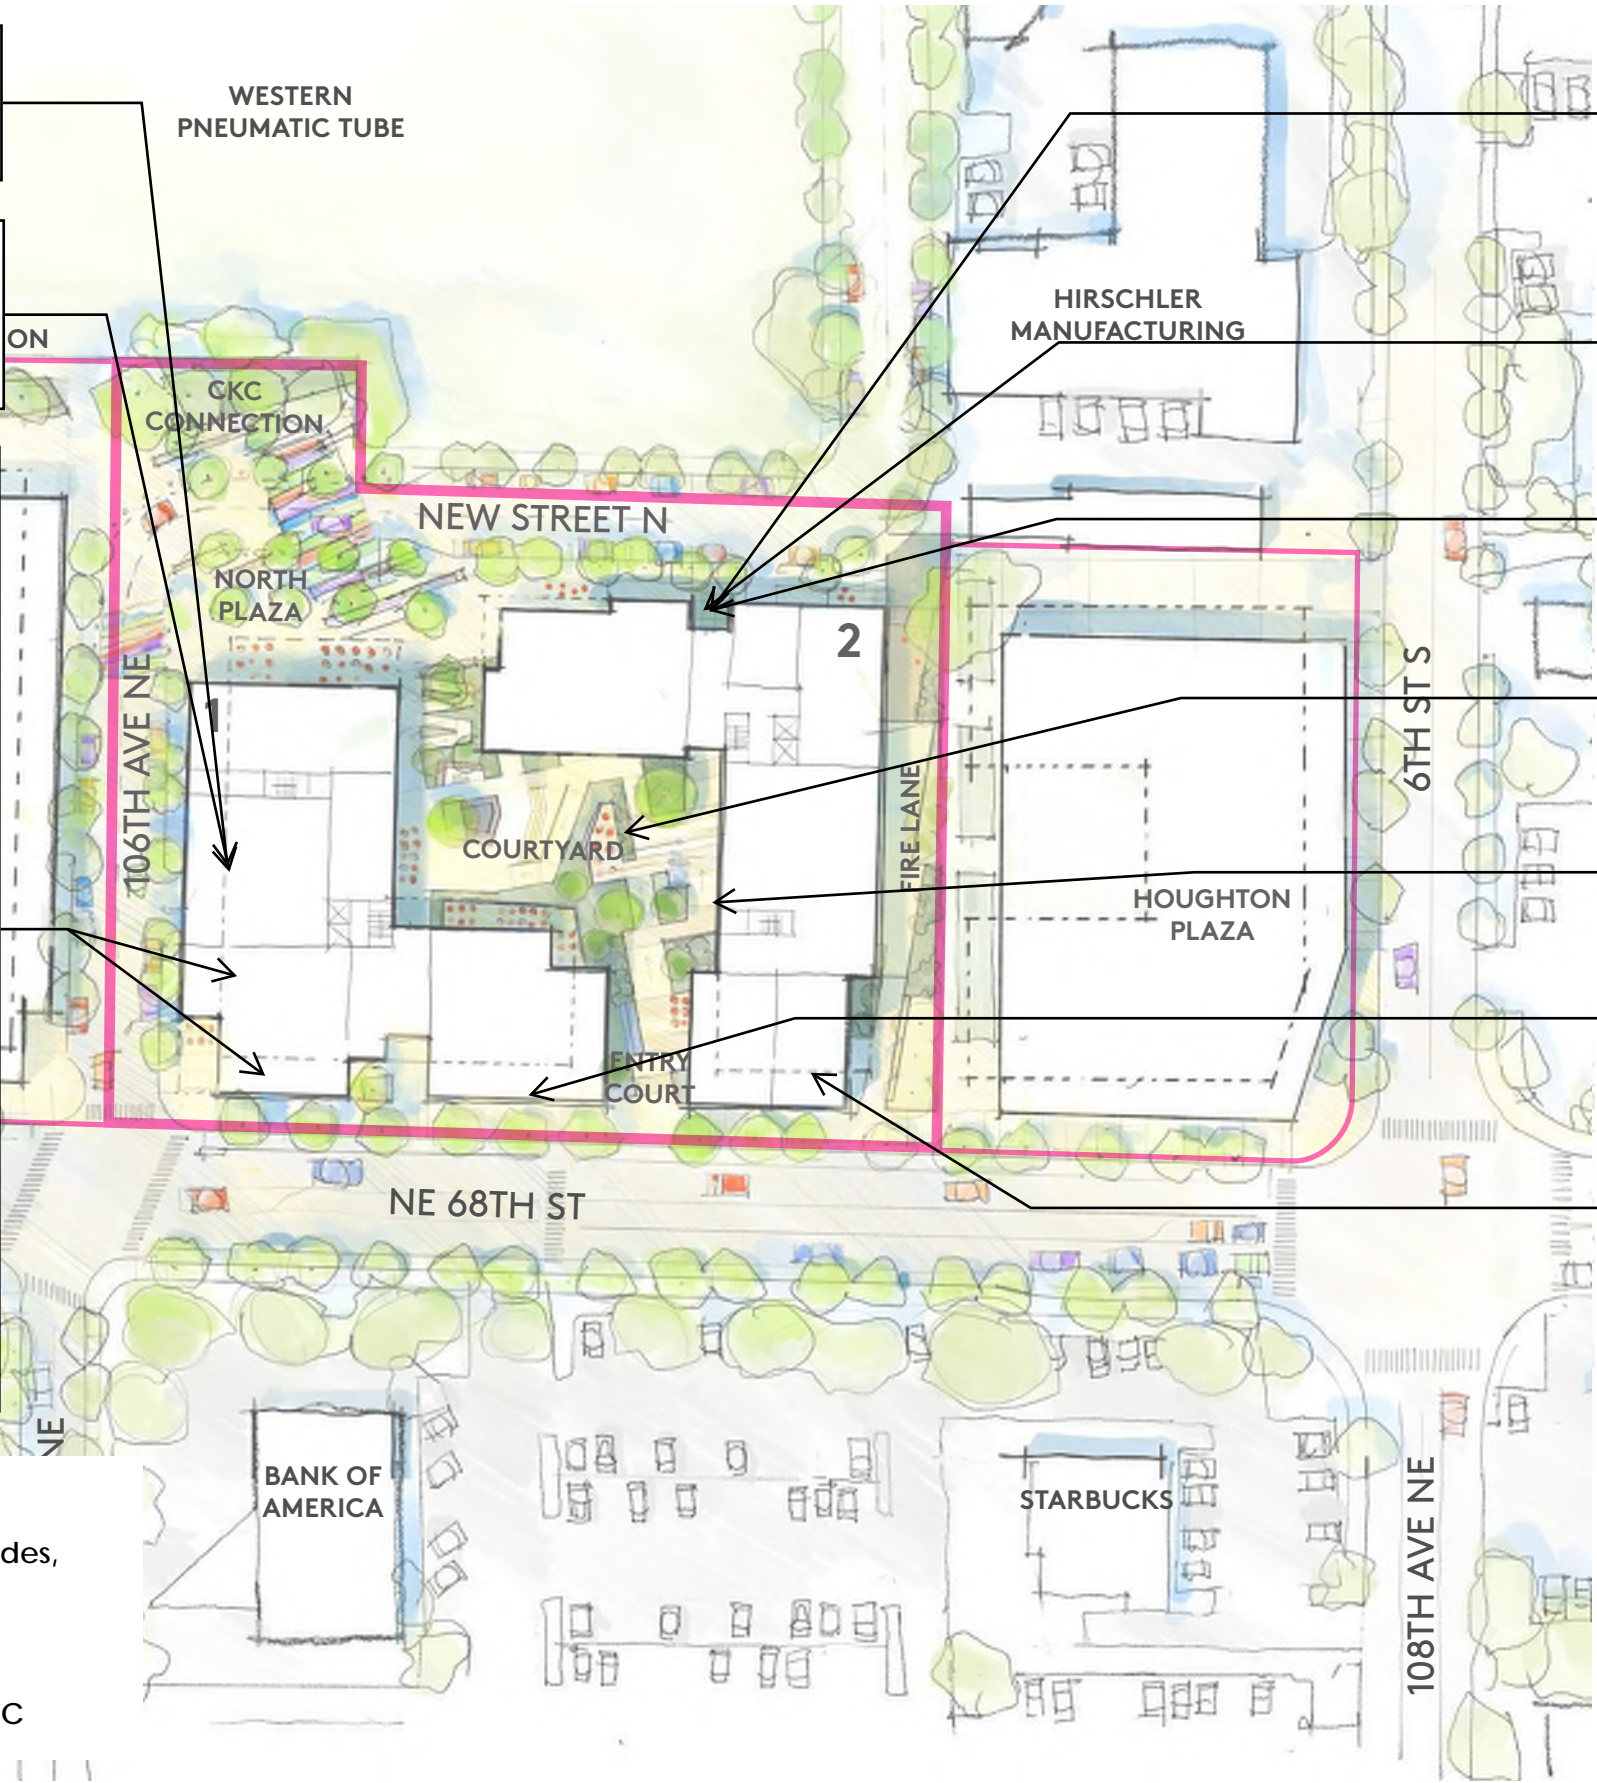 WESTERN
PNEUMATIC TUBE
HIRSCHLER
MANUFACTURING
ON
CKC
CONNECTION
NEW STREET N
NORTH
PLAZA
2
1
106TH AVE NE
6TH ST S
COURTYARD
FIRE LANE
HOUGHTON
PLAZA
ENTRY
COURT
NE 68TH ST
NE
BANK OF
AMERICA
STARBUCKS
108TH AVE NE
des,
C